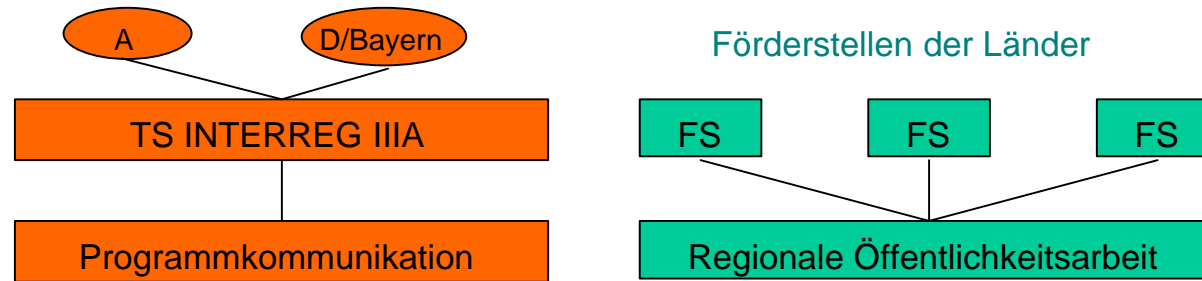 A
D/Bayern
TS INTERREG IIIA
Programmkommunikation
Förderstellen der Länder
FS
FS
FS
Regionale Öffentlichkeitsarbeit